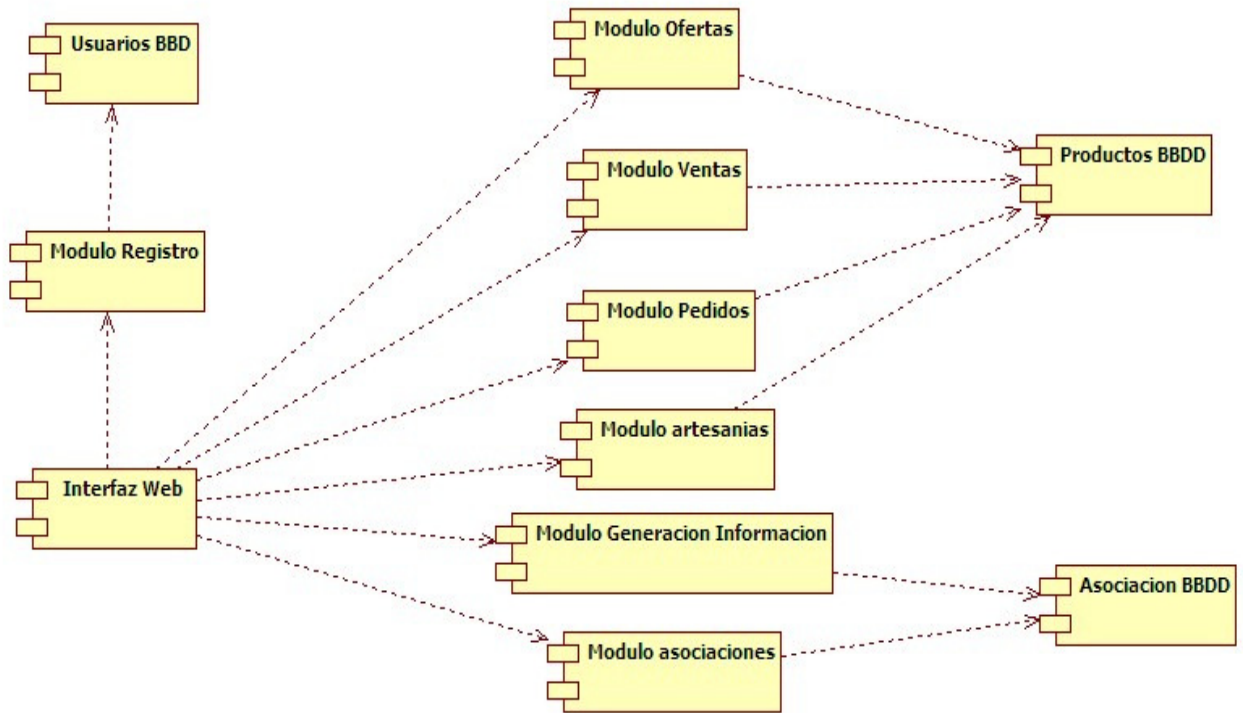 Usuarios BBD
Modulo Ofertas
Productos BBDD
Modulo Ventas
Modulo Registro
Modulo Pedidos
Modulo artesanias
Interfaz Web
Modulo Generacion Informacion
Asociacion BBDD
Modulo asociaciones